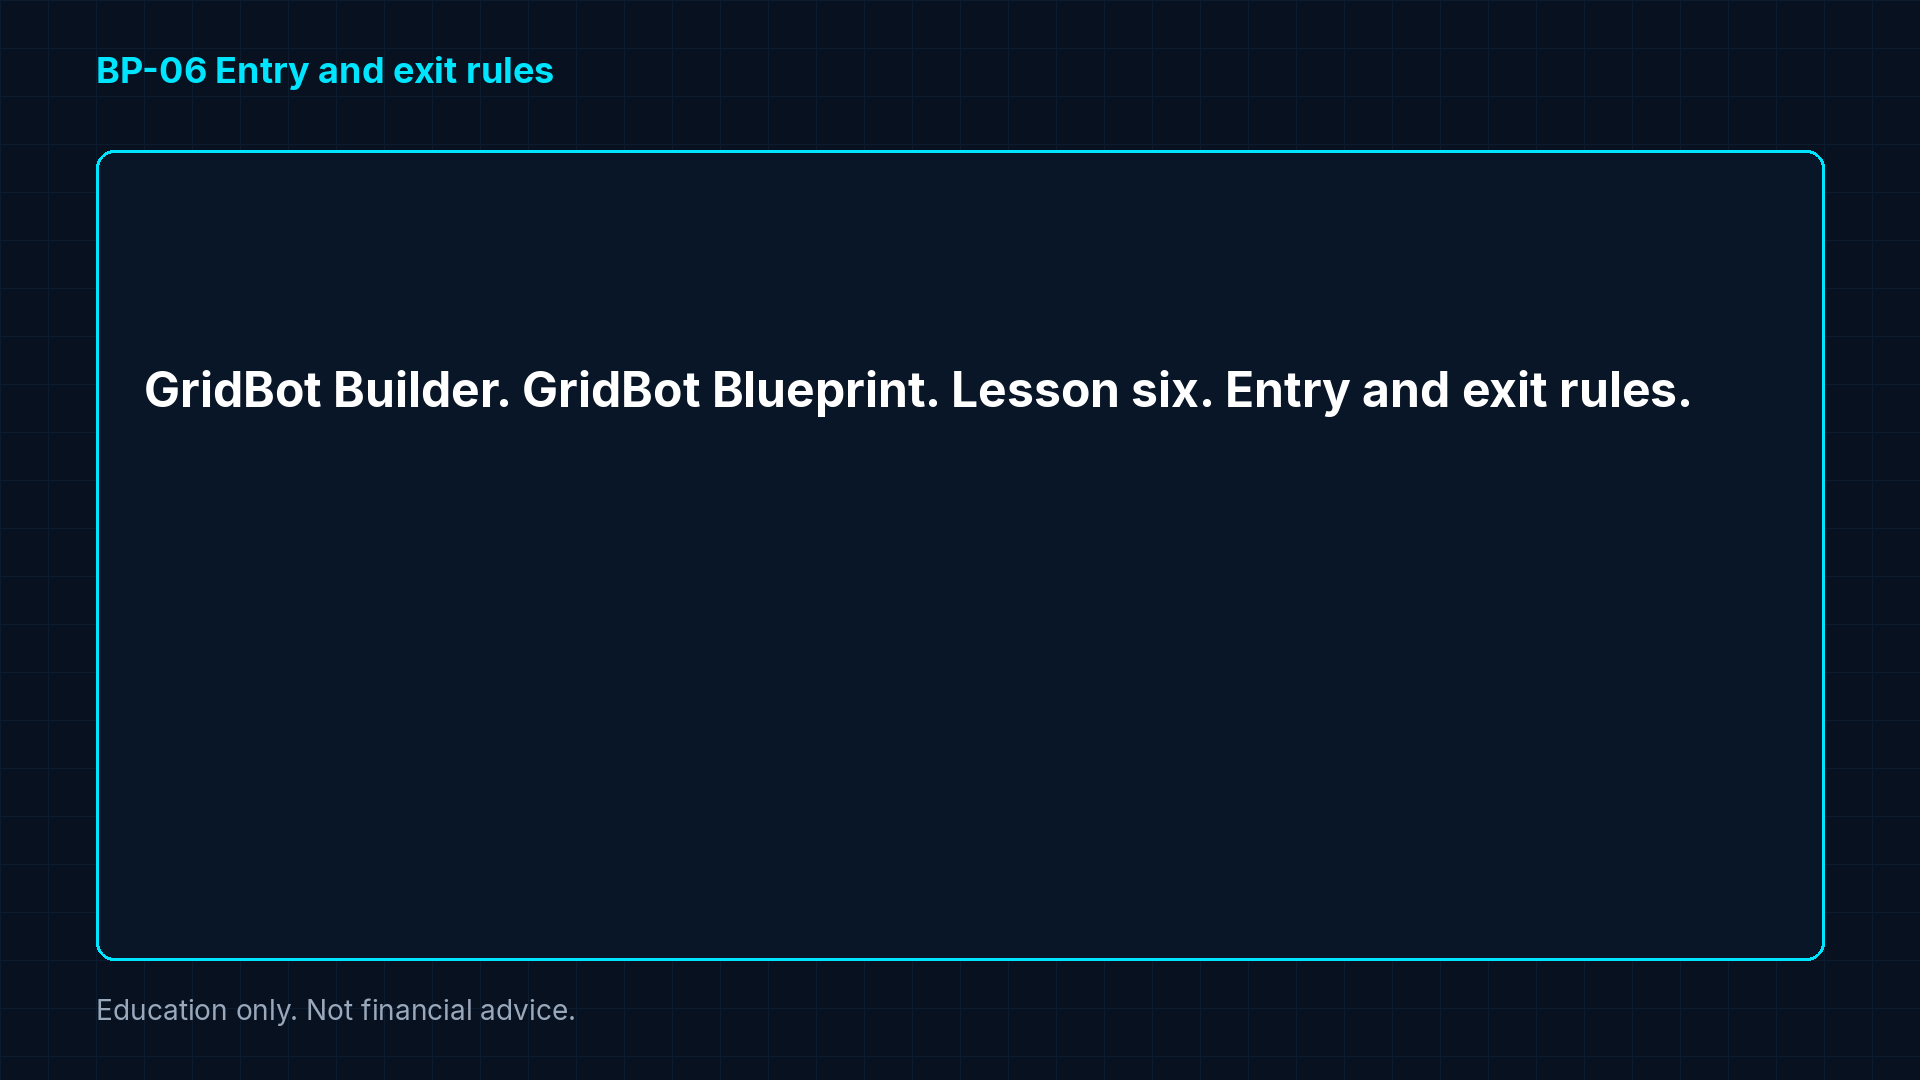 BP-06 Entry and exit rules
GridBot Builder. GridBot Blueprint. Lesson six. Entry and exit rules.
Education only. Not financial advice.